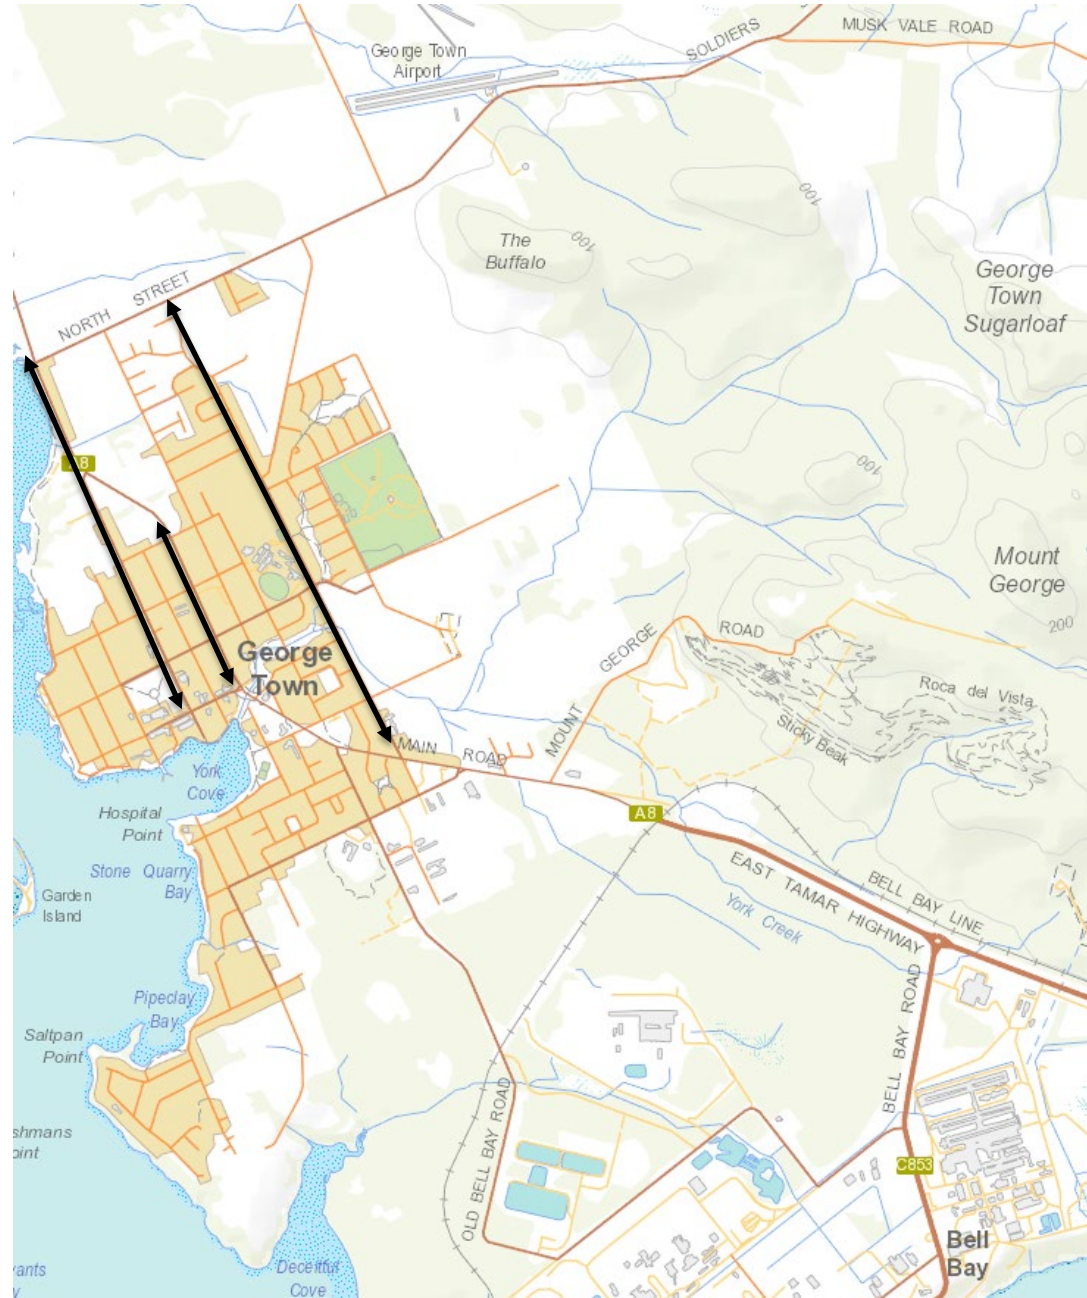 MUSK VALE ROAD
SOLDIERS
George Town
Airport
100
The
Buffalo
100
George
Town
Sugarloaf
NORTH STREET
100
A8
Mount
George
200
George
Town
MOUNT GEORGE ROAD
Roca del Vista
Sticky Beak
MAIN ROAD
York
Cove
Hospital
Point
A8
Stone Quarry
Bay
Garden
Island
EAST TAMAR HIGHWAY
BELL BAY LINE
York Creek
Pipeclay
Bay
Saltpan
Point
BELL BAY ROAD
OLD BELL BAY ROAD
shmans
oint
C853
Bell
Bay
Deceitful
Cove
vants
y